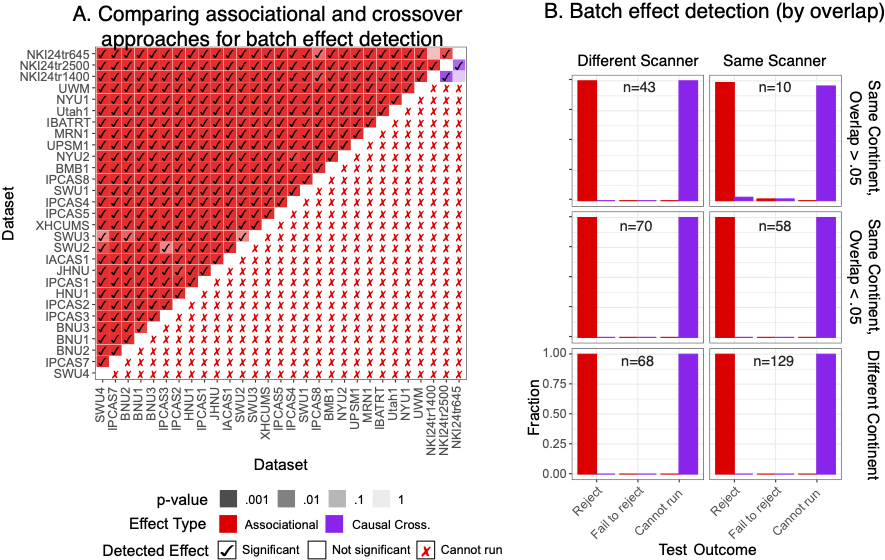 A. Comparing associational and crossover
approaches for batch effect detection
Dataset
NKI24tr645
NKI24tr2500
NKI24tr1400
UWM
NYU1
Utah1
IBATRT
MRN1
UPSM1
NYU2
BMB1
IPCAS8
SWU1
IPCAS4
IPCAS5
XHCUMS
SWU3
SWU2
IACAS1
JHNU
IPCAS1
HNU1
IPCAS2
IPCAS3
BNU3
BNU1
BNU2
IPCAS7
SWU4
SWU4
IPCAS7
BNU2
BNU1
BNU3
IPCAS3
IPCAS2
HNU1
IPCAS1
JHNU
IACAS1
SWU2
SWU3
XHCUMS
IPCAS5
IPCAS4
SWU1
IPCAS8
BMB1
NYU2
UPSM1
MRN1
IBATRT
Utah1
NYU1
UWM
NKI24tr1400
NKI24tr2500
NKI24tr645
Dataset
p-value .001 .01 .1 1
Effect Type Associational Causal Cross.
Detected Effect Significant Not significant Cannot run
B. Batch effect detection (by overlap)
Different Scanner Same Scanner
n=43 n=10
Same Continent,
Overlap > .05
n=70 n=58
Same Continent,
Overlap < .05
n=68 n=129
Different Continent
Fraction
1.00
0.75
0.50
0.25
0.00
Reject
Fail to reject
Cannot run
Reject
Fail to reject
Cannot run
Test Outcome